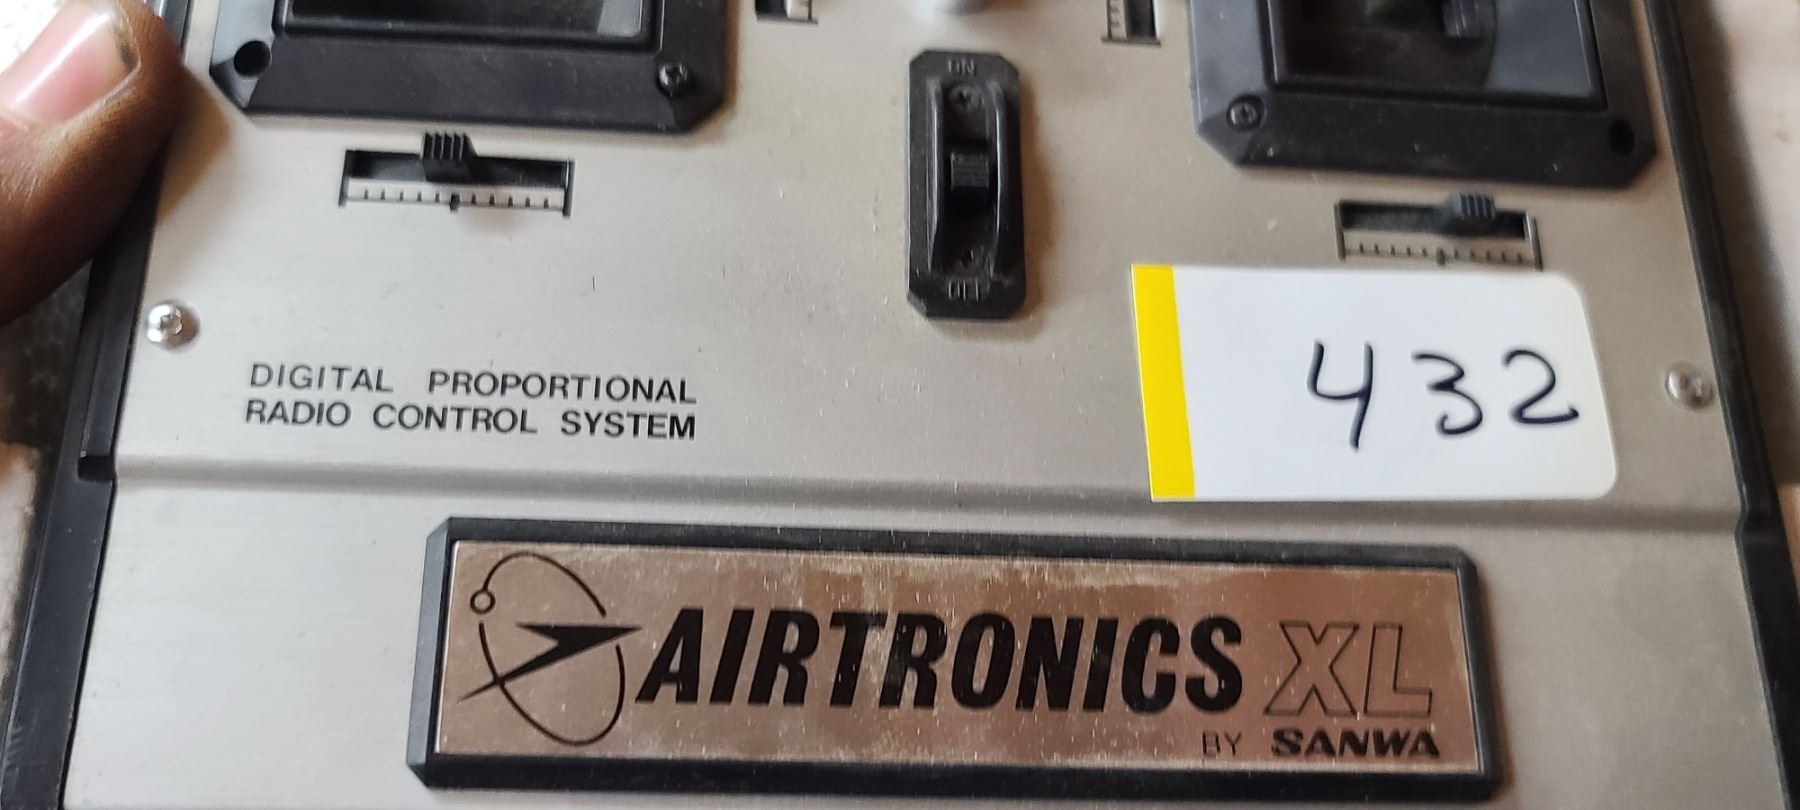 ON
OFF
432
DIGITAL PROPORTIONAL
RADIO CONTROL SYSTEM
AIRTRONICS XL
BY SANWA